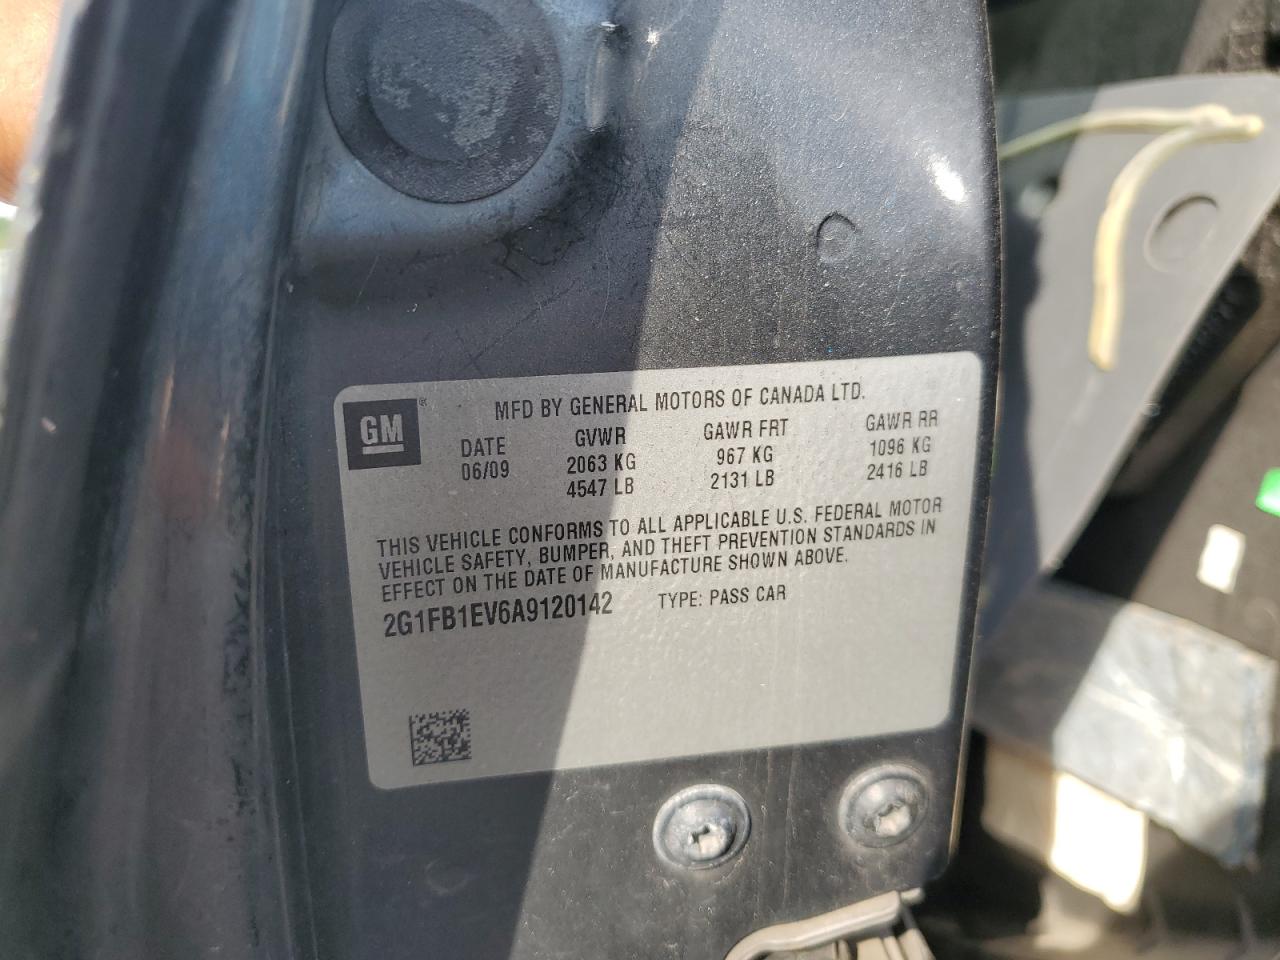 GM
MFD BY GENERAL MOTORS OF CANADA LTD.
DATE GVWR GAWR FRT GAWR RR
06/09 2063 KG 967 KG 1096 KG
4547 LB 2131 LB 2416 LB
THIS VEHICLE CONFORMS TO ALL APPLICABLE U.S. FEDERAL MOTOR
VEHICLE SAFETY, BUMPER, AND THEFT PREVENTION STANDARDS IN
EFFECT ON THE DATE OF MANUFACTURE SHOWN ABOVE.
2G1FB1EV6A9120142 TYPE: PASS CAR